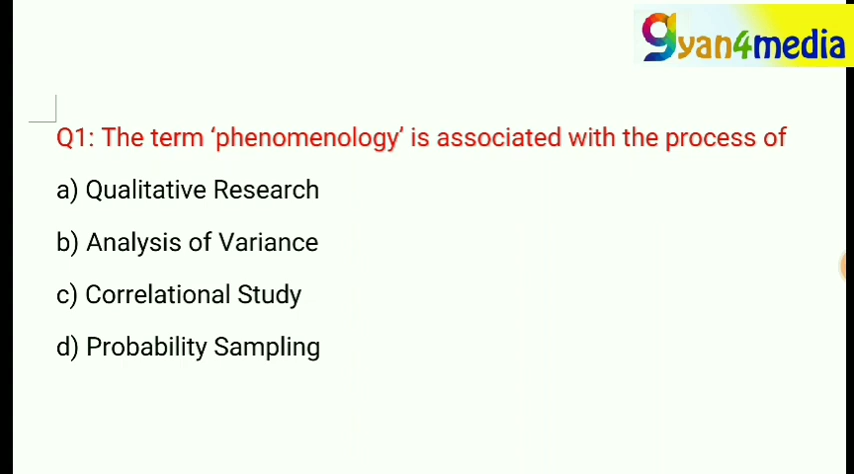 gyan4media
Q1: The term ‘phenomenology’ is associated with the process of
a) Qualitative Research
b) Analysis of Variance
c) Correlational Study
d) Probability Sampling